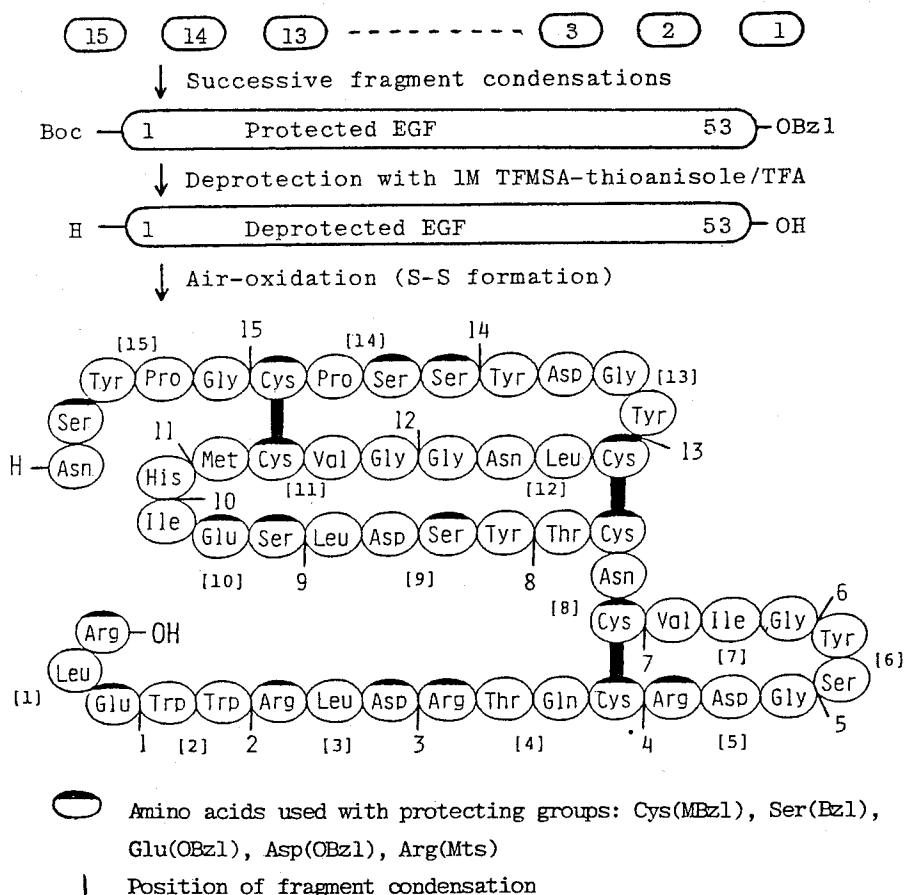 15 14 13 3 2 1
Successive fragment condensations
Boc 1 Protected EGF 53 OBzl
Deprotection with 1M TFMSA-thioanisole/TFA
H 1 Deprotected EGF 53 OH
Air-oxidation (S-S formation)
[15] 15 [14] 14
Tyr Pro Gly Cys Pro Ser Ser Tyr Asp Gly [13]
Ser Tyr
H Asn
11 12 13
His Met Cys Val Gly Gly Asn Leu Cys
10 [11] [12]
Ile Glu Ser Leu Asp Ser Tyr Thr Cys
[10] 9 [9] 8
Asn
[8] 6
Cys Val Ile Gly Tyr
7 [7]
Arg OH
Leu Ser [6]
[1] Glu Trp Trp Arg Leu Asp Arg Thr Gln Cys Arg Asp Gly
1 [2] 2 [3] 3 [4] 4 [5] 5
Amino acids used with protecting groups: Cys(MBzl), Ser(Bzl),
Glu(OBzl), Asp(OBzl), Arg(Mts)
Position of fragment condensation